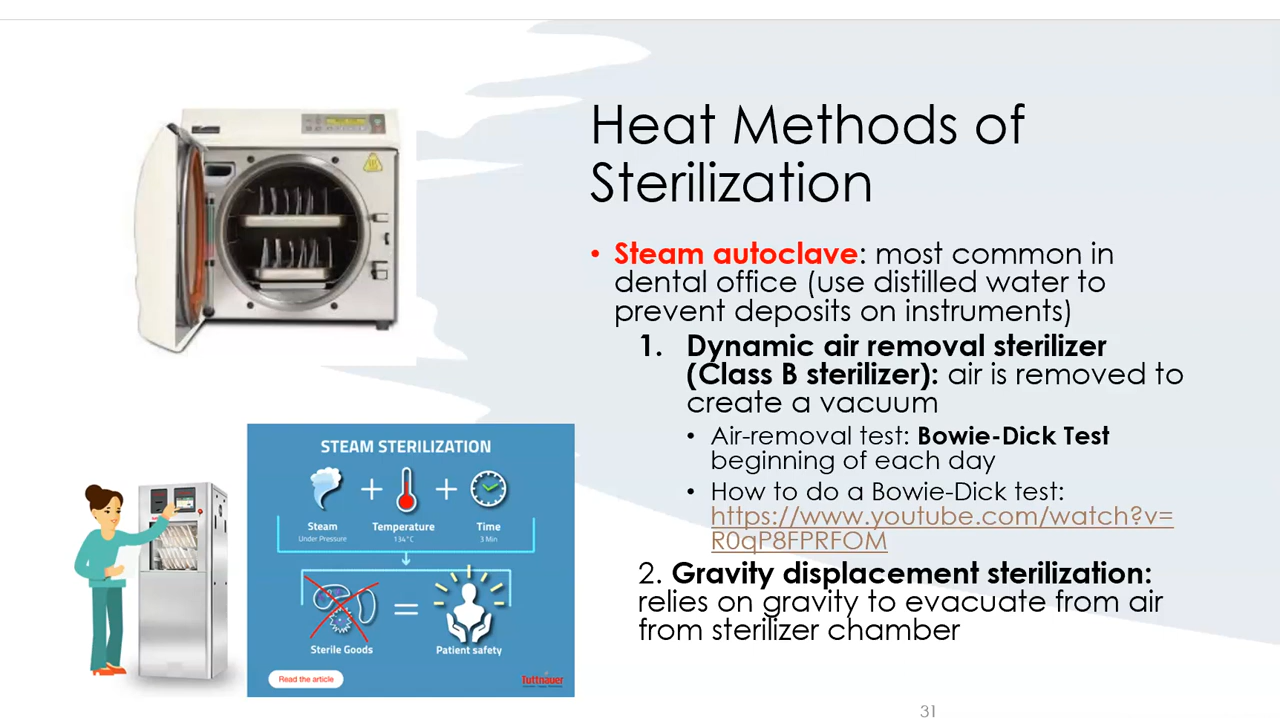 Heat Methods of
Sterilization
• Steam autoclave: most common in
dental office (use distilled water to
prevent deposits on instruments)
1. Dynamic air removal sterilizer
(Class B sterilizer): air is removed to
create a vacuum
• Air-removal test: Bowie-Dick Test
beginning of each day
• How to do a Bowie-Dick test:
https://www.youtube.com/watch?v=
R0qP8FPRFOM
2. Gravity displacement sterilization:
relies on gravity to evacuate from air
from sterilizer chamber
STEAM STERILIZATION
+ +
Steam Temperature Time
Under Pressure 134°C 3 Min
=
Sterile Goods Patient safety
Read the article
Tuttnauer
31